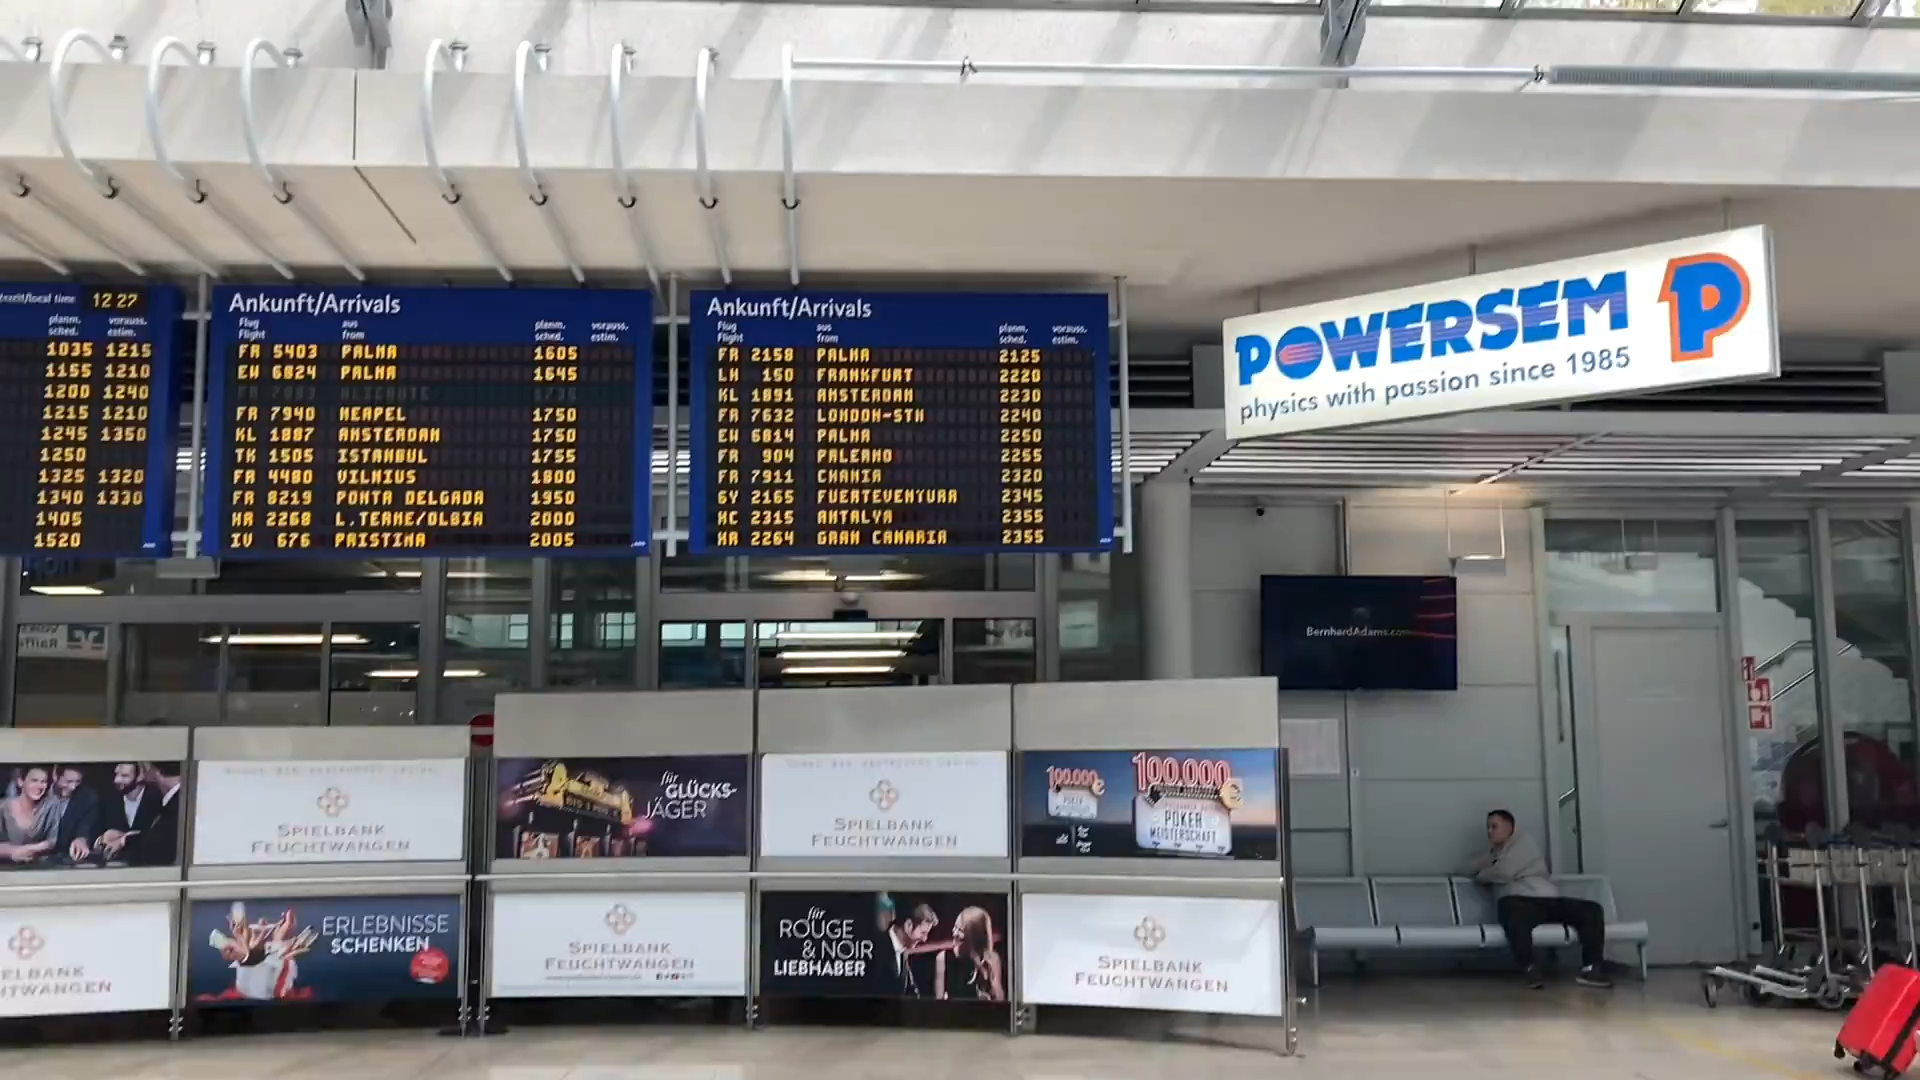 tszeit/local time 12 27
planm. vorauss.
sched. estim.
1035 1215
1155 1210
1200 1240
1215 1210
1245 1350
1250
1325 1320
1340 1330
1405
1520
Ankunft/Arrivals
Flug aus planm. vorauss.
Flight from sched. estim.
FR 5403 PALMA 1605
EW 6824 PALMA 1645
FR 7940 NEAPEL 1750
KL 1887 AMSTERDAM 1750
TK 1505 ISTANBUL 1755
FR 4480 VILNIUS 1800
FR 8219 PONTA DELGADA 1950
HR 2268 L.TERME/OLBIA 2000
IV 676 PRISTINA 2005
Ankunft/Arrivals
Flug aus planm. vorauss.
Flight from sched. estim.
FR 2158 PALMA 2125
LH 150 FRANKFURT 2220
KL 1891 AMSTERDAM 2230
FR 7632 LONDON-STN 2240
EW 6814 PALMA 2250
FR 904 PALERMO 2255
FR 7911 CHANIA 2320
GY 2165 FUERTEVENTURA 2345
XC 2315 ANTALYA 2355
HR 2264 GRAN CANARIA 2355
POWERSEM P
physics with passion since 1985
BernhardAdams.com
SPIELBANK
FEUCHTWANGEN
für
GLÜCKS-
JÄGER
SPIELBANK
FEUCHTWANGEN
100.000 €
100.000 €
POKER
MEISTERSCHAFT
ELBANK
HTWANGEN
ERLEBNISSE
SCHENKEN
SPIELBANK
FEUCHTWANGEN
für
ROUGE
& NOIR
LIEBHABER
SPIELBANK
FEUCHTWANGEN